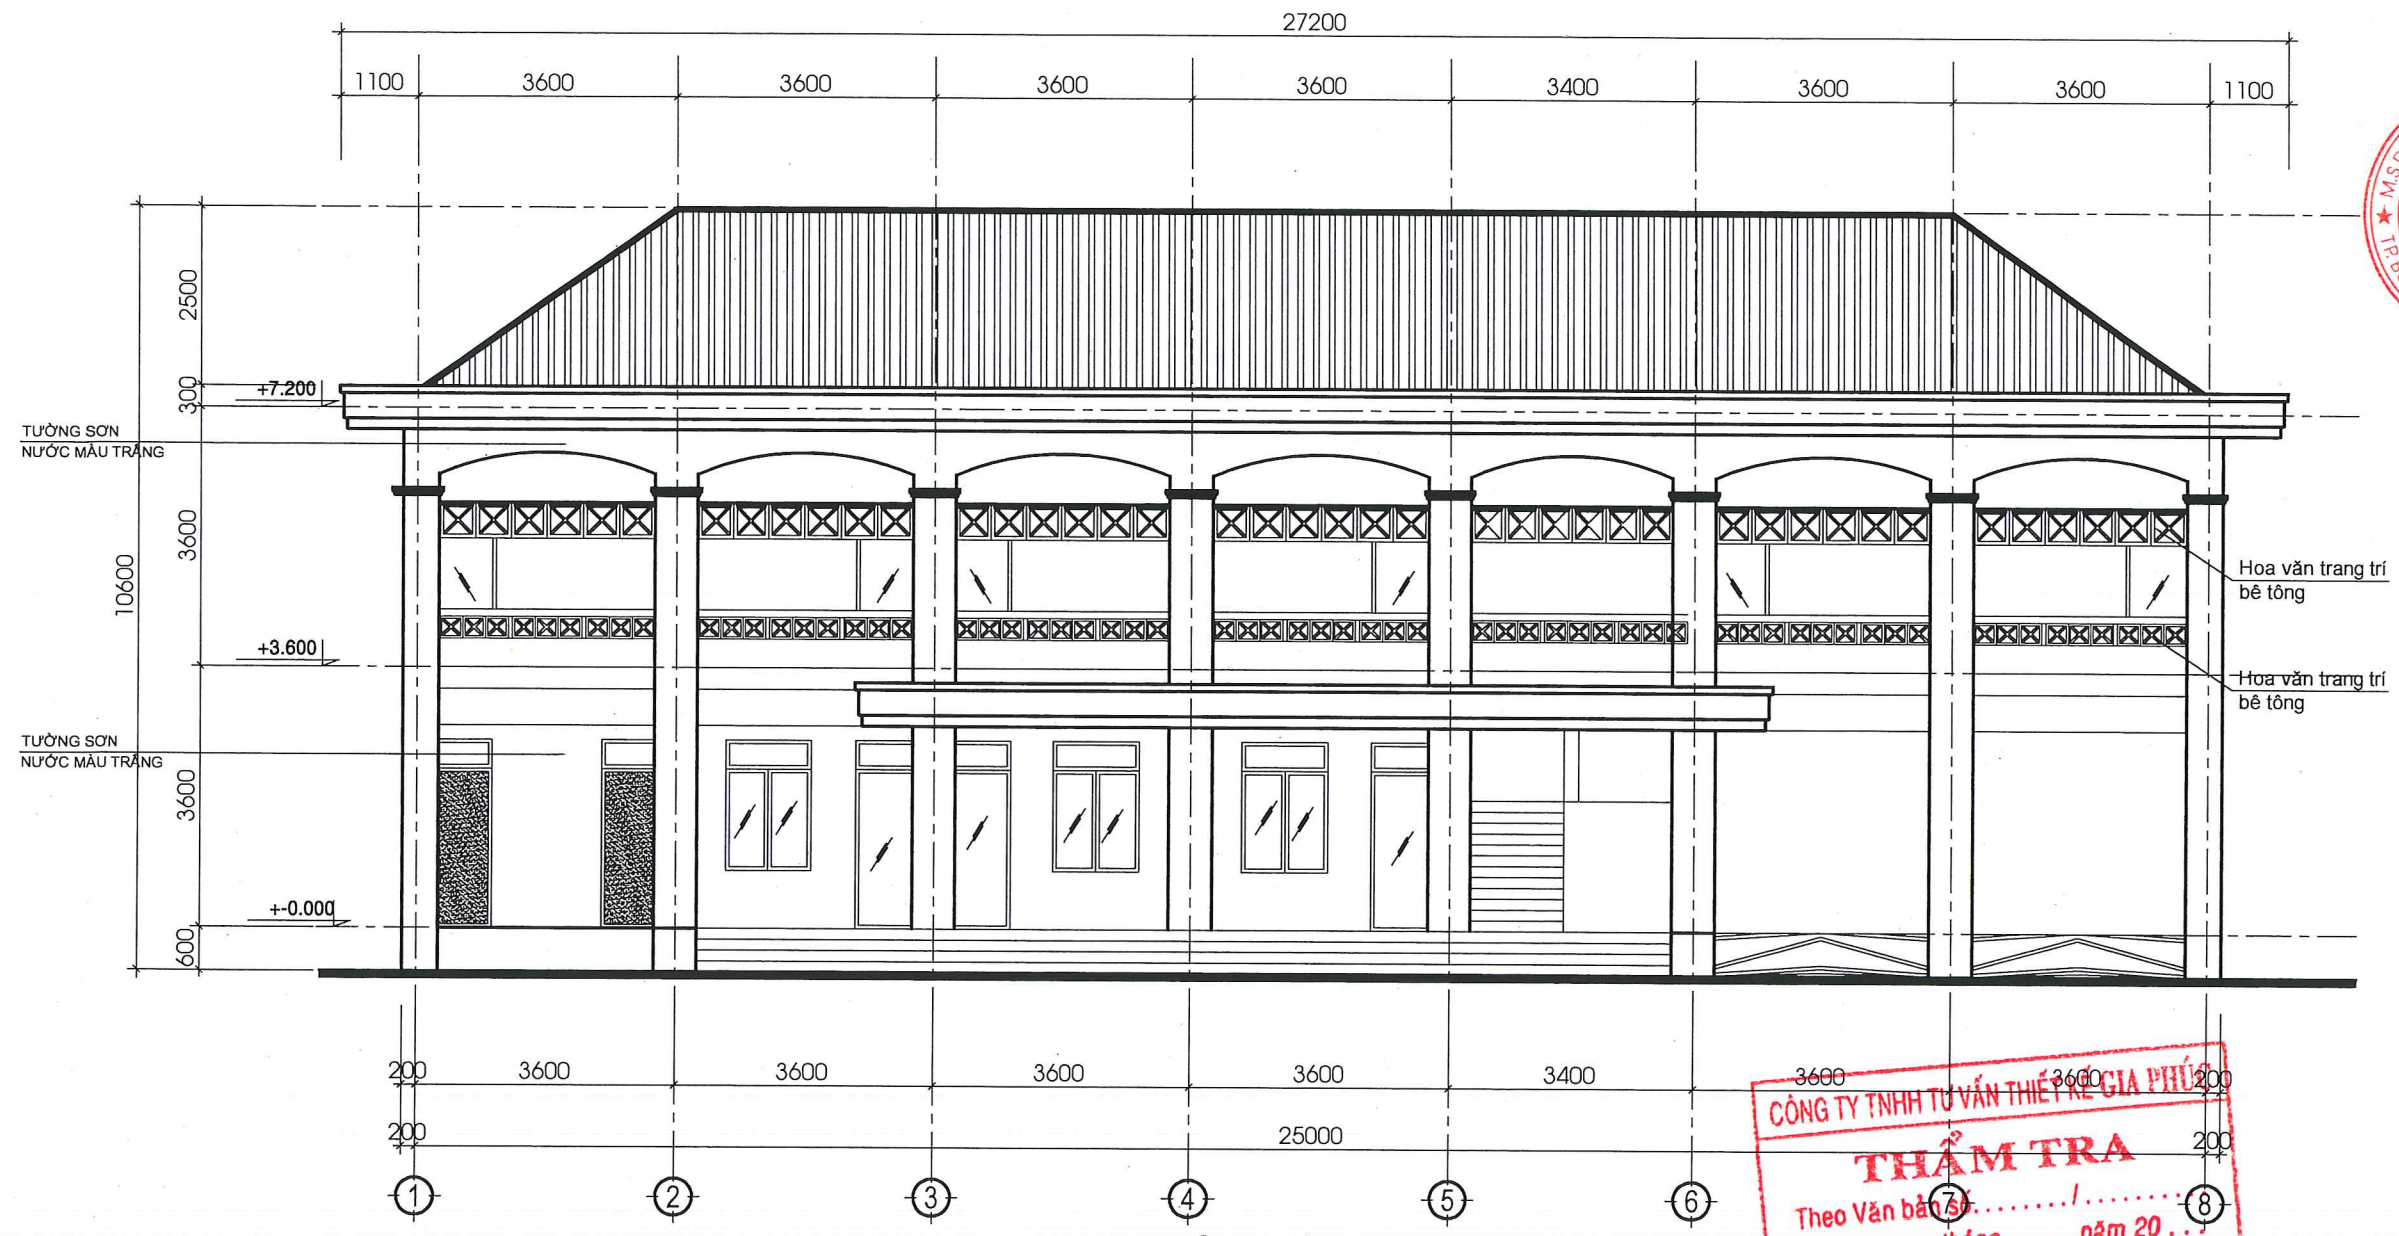 27200
1100 3600 3600 3600 3600 3400 3600 3600 1100
2500
300
+7.200
TƯỜNG SƠN
NƯỚC MÀU TRẮNG
3600
10600
Hoa văn trang trí
bê tông
+3.600
Hoa văn trang trí
bê tông
TƯỜNG SƠN
NƯỚC MÀU TRẮNG
3600
+-0.000
600
200 3600 3600 3600 3600 3400 3600 3600 200
200 25000 200
1 2 3 4 5 6 7 8
CÔNG TY TNHH TƯ VẤN THIẾT KẾ GIA PHÚC
THẨM TRA
Theo Văn bản số......../..........
năm 20...
★ M.S
TP.